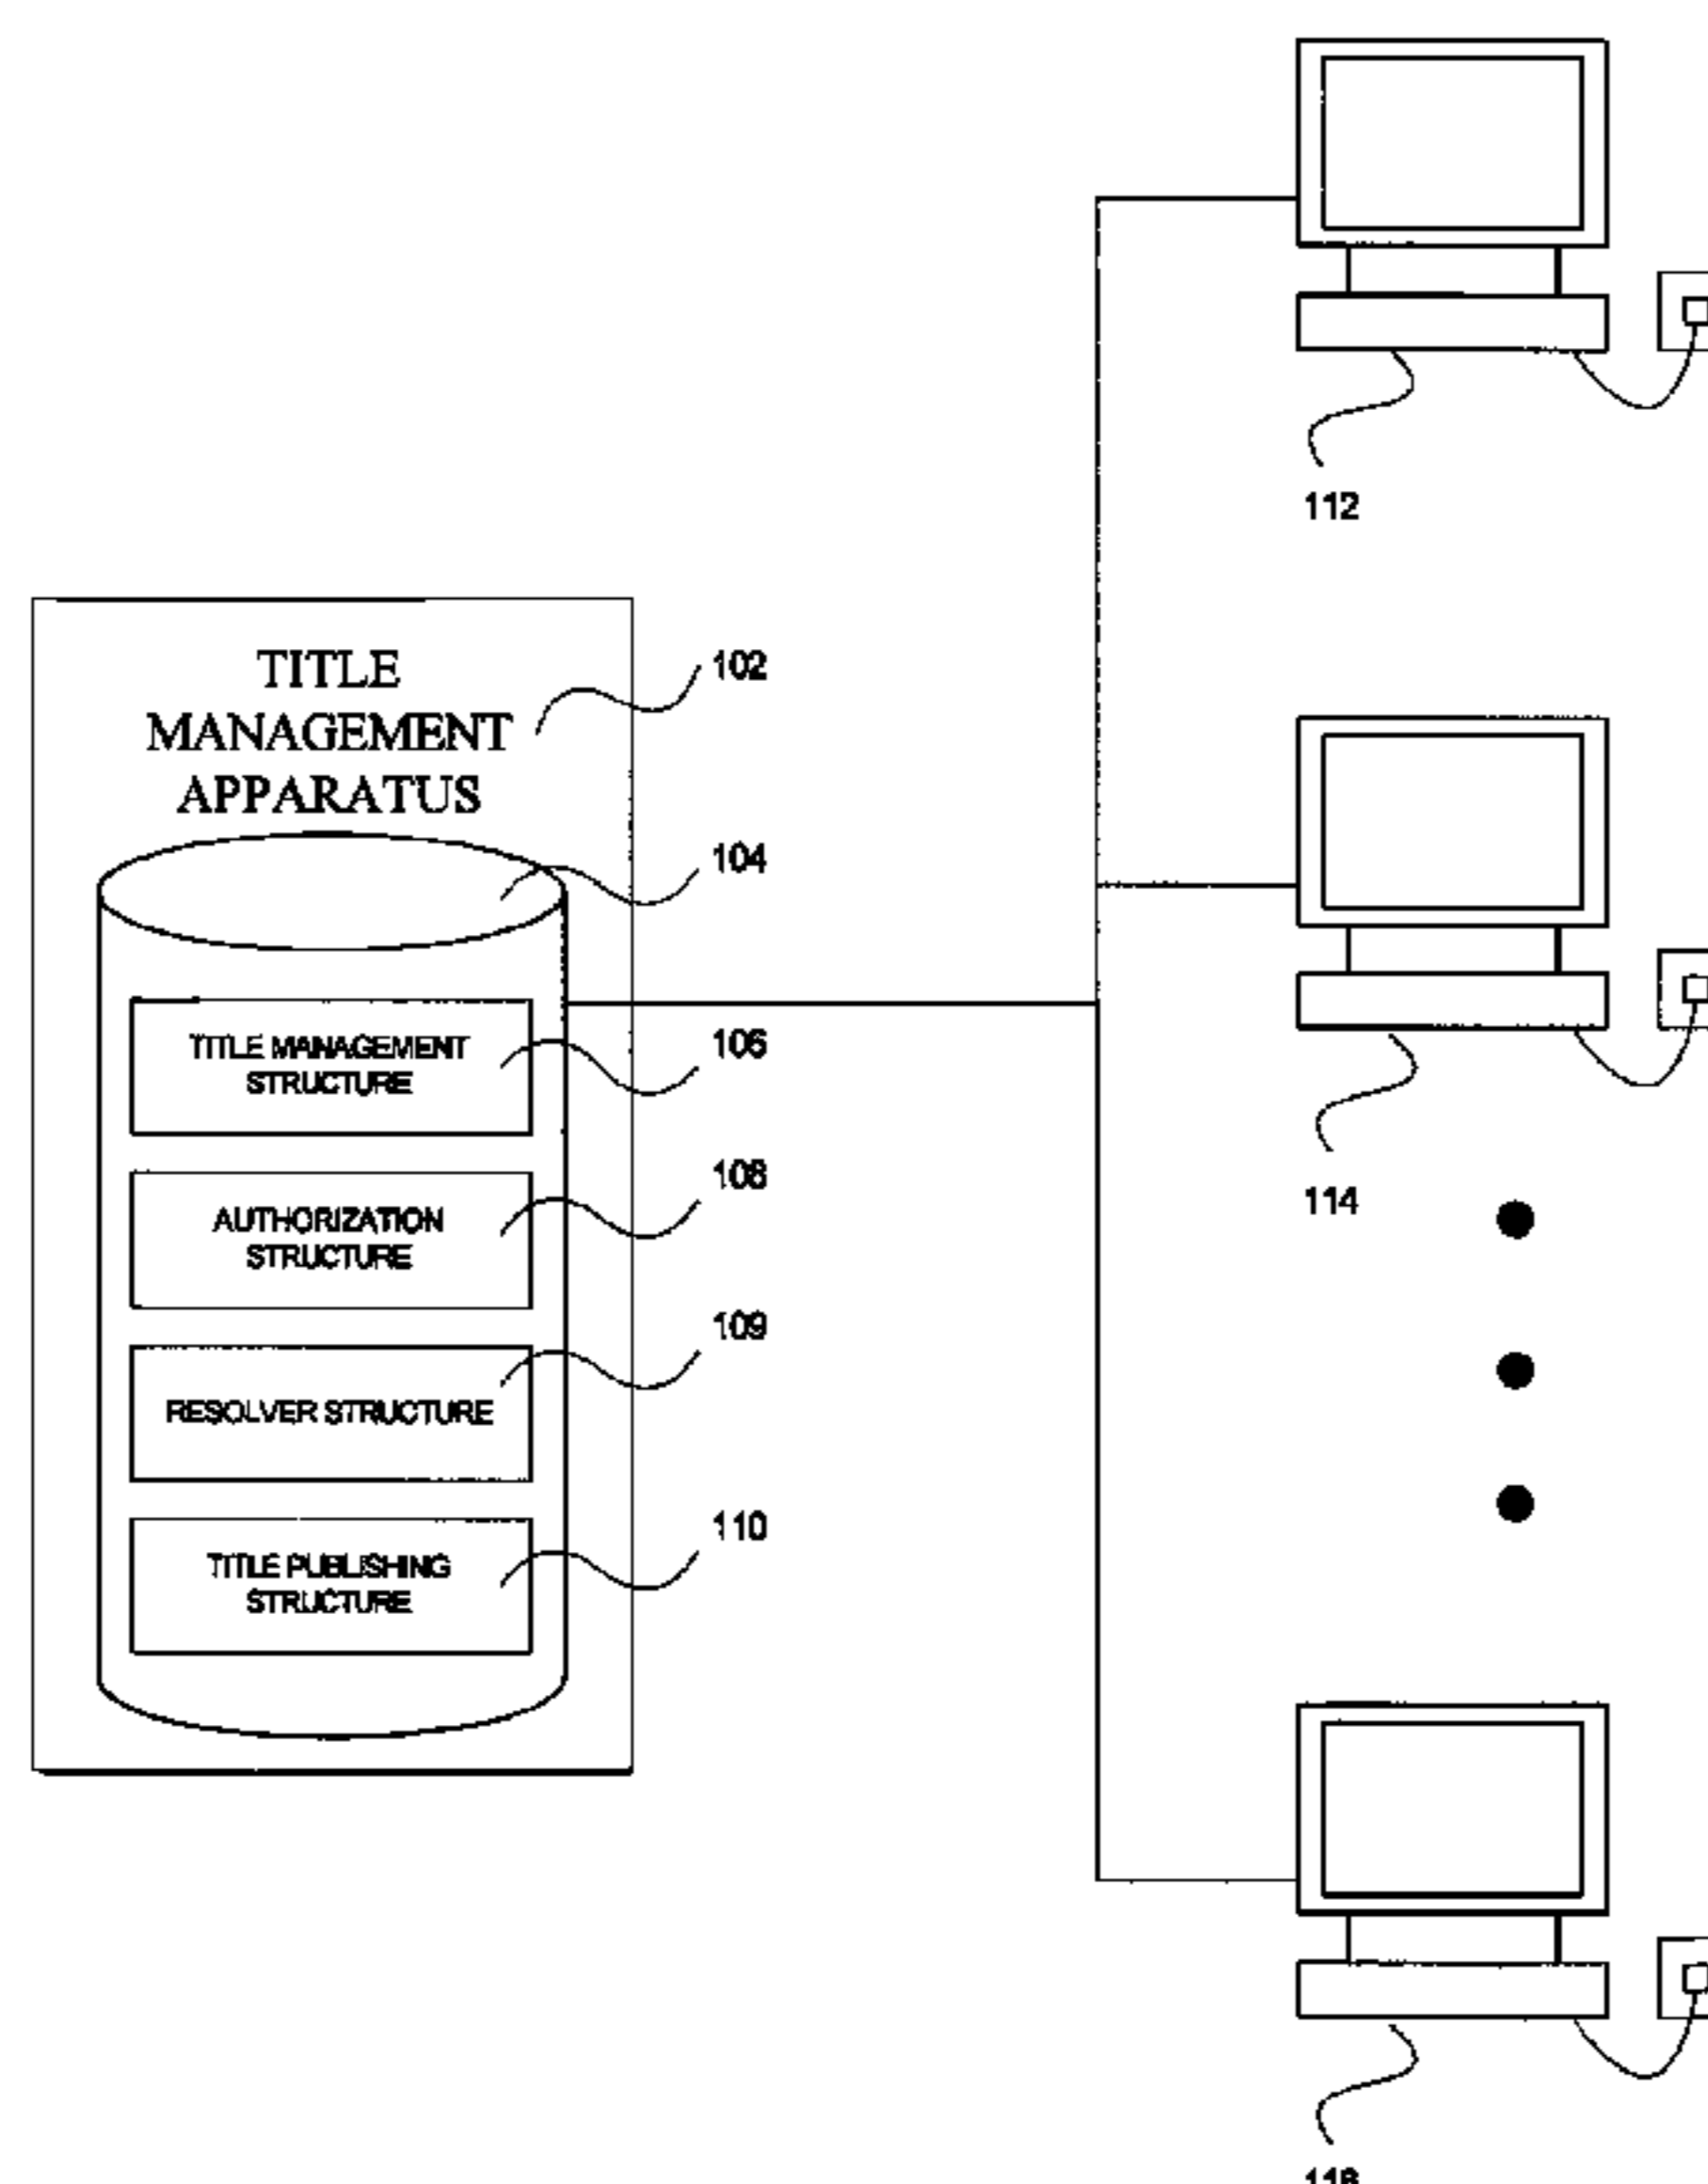 112
TITLE
MANAGEMENT
APPARATUS
102
104
TITLE MANAGEMENT
STRUCTURE
106
AUTHORIZATION
STRUCTURE
108
RESOLVER STRUCTURE
109
TITLE PUBLISHING
STRUCTURE
110
114